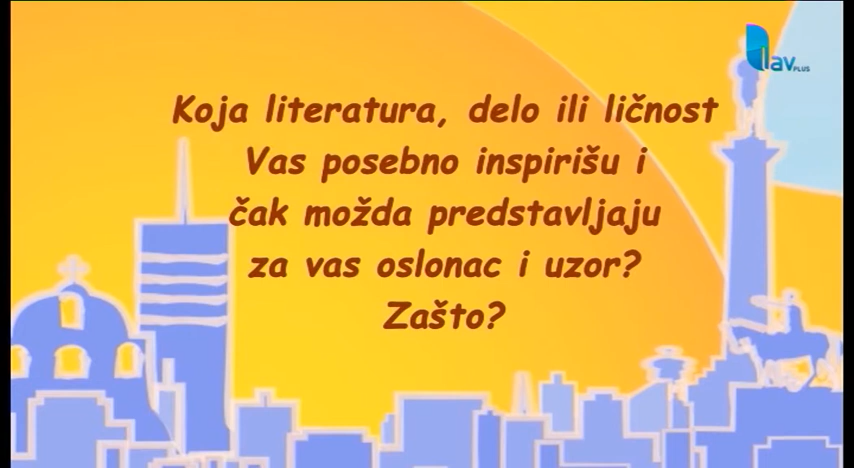 lav PLUS
Koja literatura, delo ili ličnost
Vas posebno inspirišu i
čak možda predstavljaju
za vas oslonac i uzor?
Zašto?